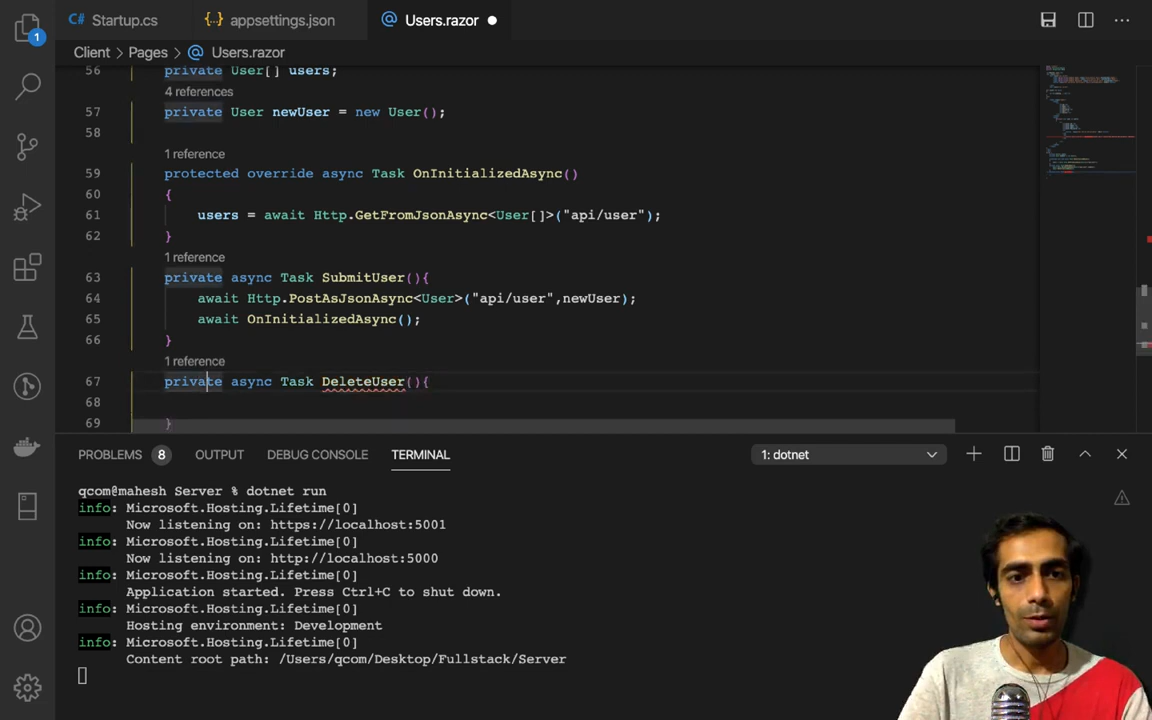 Startup.cs
appsettings.json
Users.razor
1
Client > Pages > Users.razor
56 private User[] users;
4 references
57 private User newUser = new User();
58
1 reference
59 protected override async Task OnInitializedAsync()
60 {
61 users = await Http.GetFromJsonAsync<User[]>("api/user");
62 }
1 reference
63 private async Task SubmitUser(){
64 await Http.PostAsJsonAsync<User>("api/user",newUser);
65 await OnInitializedAsync();
66 }
1 reference
67 private async Task DeleteUser(){
68
69 }
PROBLEMS 8 OUTPUT DEBUG CONSOLE TERMINAL 1: dotnet
qcom@mahesh Server % dotnet run
info: Microsoft.Hosting.Lifetime[0]
Now listening on: https://localhost:5001
info: Microsoft.Hosting.Lifetime[0]
Now listening on: http://localhost:5000
info: Microsoft.Hosting.Lifetime[0]
Application started. Press Ctrl+C to shut down.
info: Microsoft.Hosting.Lifetime[0]
Hosting environment: Development
info: Microsoft.Hosting.Lifetime[0]
Content root path: /Users/qcom/Desktop/Fullstack/Server